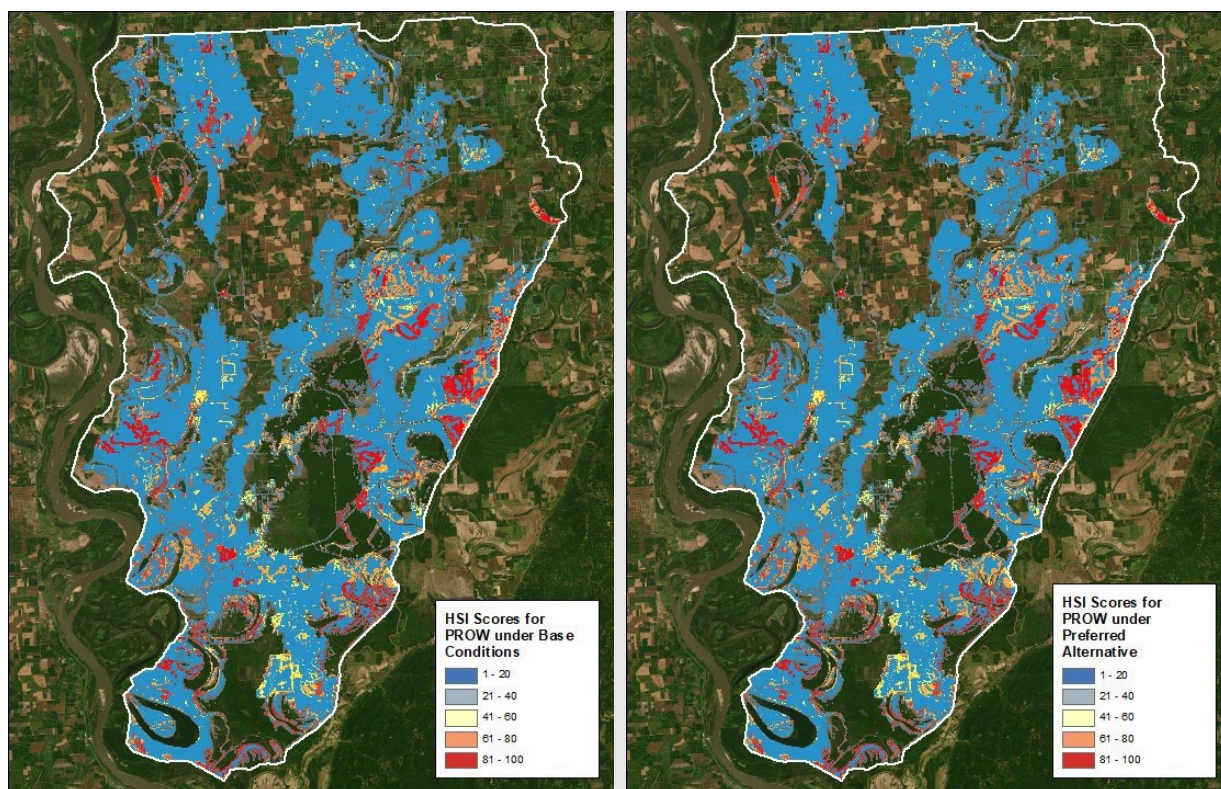 HSI Scores for
PROW under Base
Conditions
1 - 20
21 - 40
41 - 60
61 - 80
81 - 100
HSI Scores for
PROW under
Preferred
Alternative
1 - 20
21 - 40
41 - 60
61 - 80
81 - 100